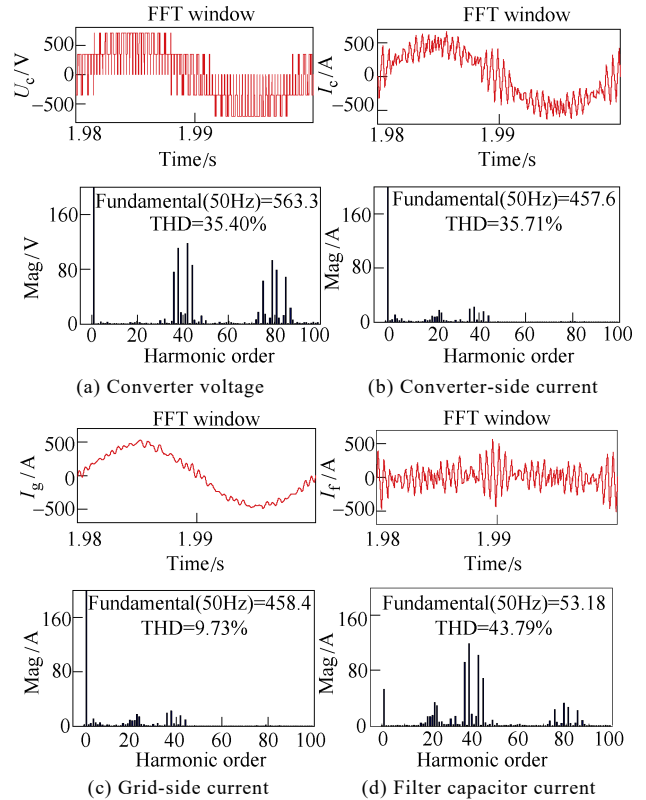 FFT window
500
0
−500
U_c/V
1.98
1.99
Time/s
Fundamental(50Hz)=563.3
THD=35.40%
160
80
0
Mag/V
0 20 40 60 80 100
Harmonic order
(a) Converter voltage
FFT window
500
0
−500
I_c/A
1.98
1.99
Time/s
Fundamental(50Hz)=457.6
THD=35.71%
160
80
0
Mag/A
0 20 40 60 80 100
Harmonic order
(b) Converter-side current
FFT window
500
0
−500
I_g/A
1.98
1.99
Time/s
Fundamental(50Hz)=458.4
THD=9.73%
160
80
0
Mag/A
0 20 40 60 80 100
Harmonic order
(c) Grid-side current
FFT window
500
0
−500
I_f/A
1.98
1.99
Time/s
Fundamental(50Hz)=53.18
THD=43.79%
160
80
0
Mag/A
0 20 40 60 80 100
Harmonic order
(d) Filter capacitor current